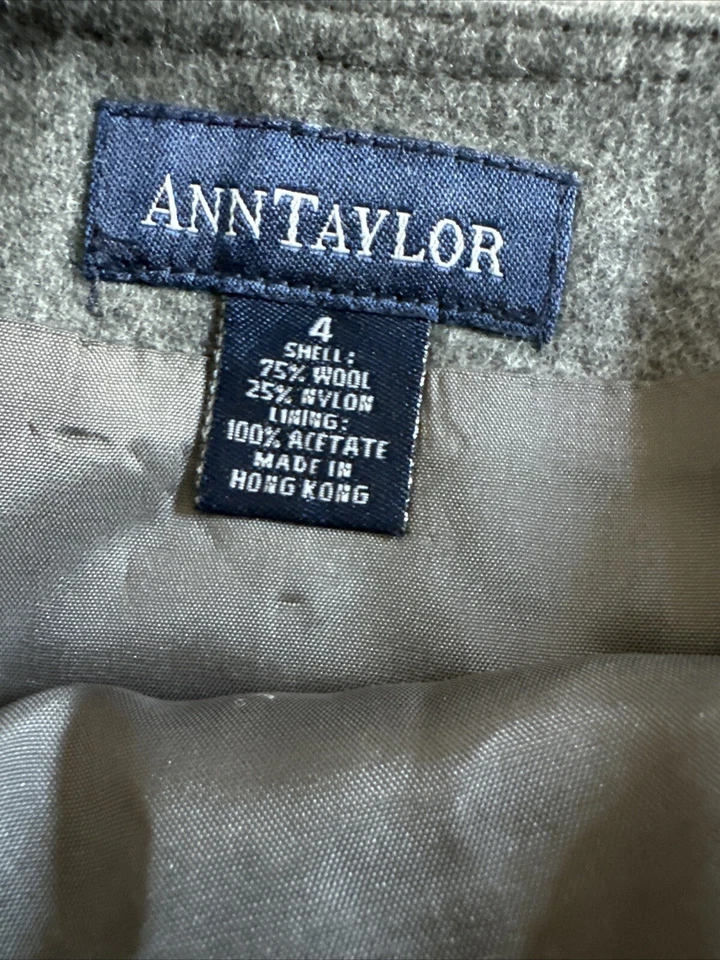 ANNTAYLOR
4
SHELL:
75% WOOL
25% NYLON
LINING:
100% ACETATE
MADE IN
HONG KONG